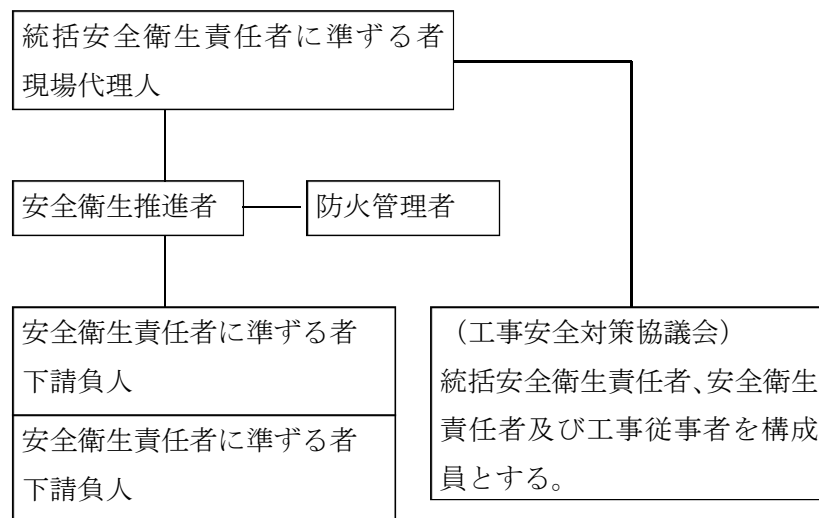 統括安全衛生責任者に準ずる者
現場代理人
安全衛生推進者
防火管理者
安全衛生責任者に準ずる者
下請負人
安全衛生責任者に準ずる者
下請負人
（工事安全対策協議会）
統括安全衛生責任者、安全衛生
責任者及び工事従事者を構成
員とする。